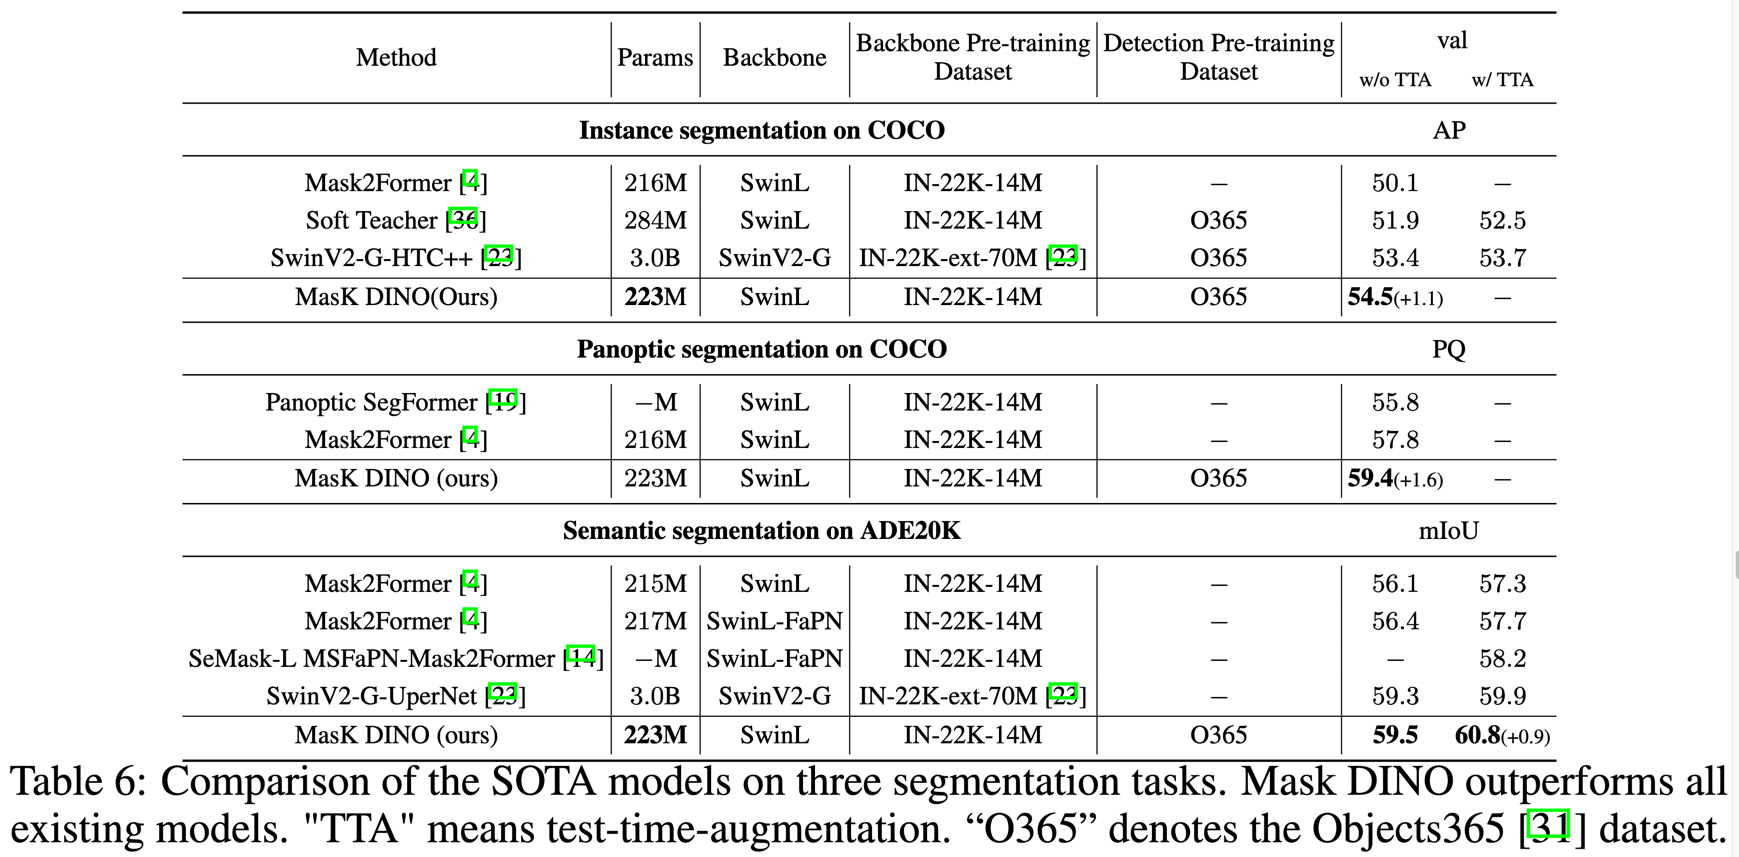 Method Params Backbone Backbone Pre-training Dataset Detection Pre-training Dataset val
w/o TTA w/ TTA
Instance segmentation on COCO AP
Mask2Former [4] 216M SwinL IN-22K-14M — 50.1 —
Soft Teacher [36] 284M SwinL IN-22K-14M O365 51.9 52.5
SwinV2-G-HTC++ [23] 3.0B SwinV2-G IN-22K-ext-70M [23] O365 53.4 53.7
MasK DINO(Ours) 223M SwinL IN-22K-14M O365 54.5(+1.1) —
Panoptic segmentation on COCO PQ
Panoptic SegFormer [19] —M SwinL IN-22K-14M — 55.8 —
Mask2Former [4] 216M SwinL IN-22K-14M — 57.8 —
MasK DINO (ours) 223M SwinL IN-22K-14M O365 59.4(+1.6) —
Semantic segmentation on ADE20K mIoU
Mask2Former [4] 215M SwinL IN-22K-14M — 56.1 57.3
Mask2Former [4] 217M SwinL-FaPN IN-22K-14M — 56.4 57.7
SeMask-L MSFaPN-Mask2Former [14] —M SwinL-FaPN IN-22K-14M — — 58.2
SwinV2-G-UperNet [23] 3.0B SwinV2-G IN-22K-ext-70M [23] — 59.3 59.9
MasK DINO (ours) 223M SwinL IN-22K-14M O365 59.5 60.8(+0.9)
Table 6: Comparison of the SOTA models on three segmentation tasks. Mask DINO outperforms all
existing models. "TTA" means test-time-augmentation. “O365” denotes the Objects365 [31] dataset.